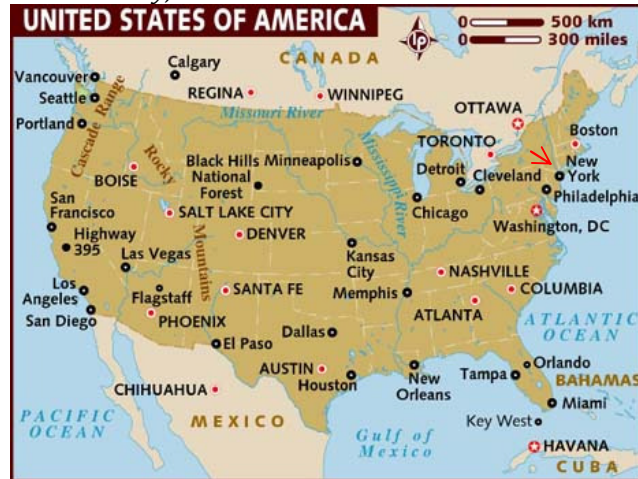 UNITED STATES OF AMERICA
0 500 km
0 300 miles
lp
CANADA
Vancouver
Calgary
Seattle
REGINA
WINNIPEG
Portland
Cascade Range
Missouri River
OTTAWA
TORONTO
Boston
BOISE
Rocky
Mountains
Black Hills
National
Forest
Minneapolis
Mississippi River
Detroit
Cleveland
New
York
Philadelphia
Chicago
Washington, DC
San
Francisco
SALT LAKE CITY
Highway
395
DENVER
Las Vegas
Kansas
City
NASHVILLE
Los
Angeles
Flagstaff
SANTA FE
Memphis
COLUMBIA
San Diego
PHOENIX
ATLANTA
ATLANTIC
OCEAN
El Paso
Dallas
AUSTIN
Houston
New
Orleans
Tampa
Orlando
BAHAMAS
CHIHUAHUA
Miami
PACIFIC
OCEAN
MEXICO
Gulf of
Mexico
Key West
HAVANA
CUBA